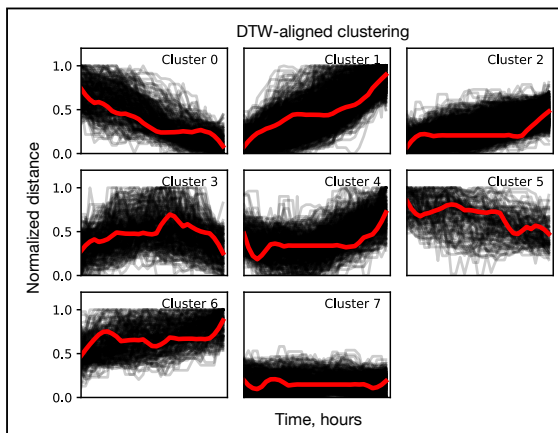 DTW-aligned clustering
Cluster 0
Cluster 1
Cluster 2
1.0
0.5
0.0
Cluster 3
Cluster 4
Cluster 5
1.0
0.5
0.0
Cluster 6
Cluster 7
1.0
0.5
0.0
Normalized distance
Time, hours